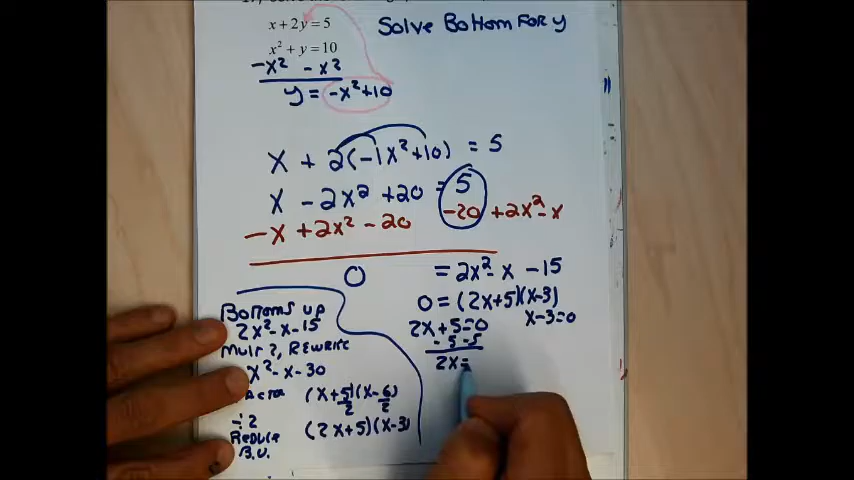 x + 2y = 5
Solve Bottom For y
x² + y = 10
-x² - x²
y = -x²+10
x + 2(-1x²+10) = 5
x - 2x² +20 = 5
-x +2x² -20 -20 +2x²-x
0 = 2x²-x -15
0 = (2x+5)(x-3)
2x+5=0 x-3=0
-5 -5
2x=
Bottoms up
2x²-x-15
Mult 2, Rewrite
x²-x-30
(x+5)(x-6)
2 2
÷2 (2x+5)(x-3)
Reduce
B.U.